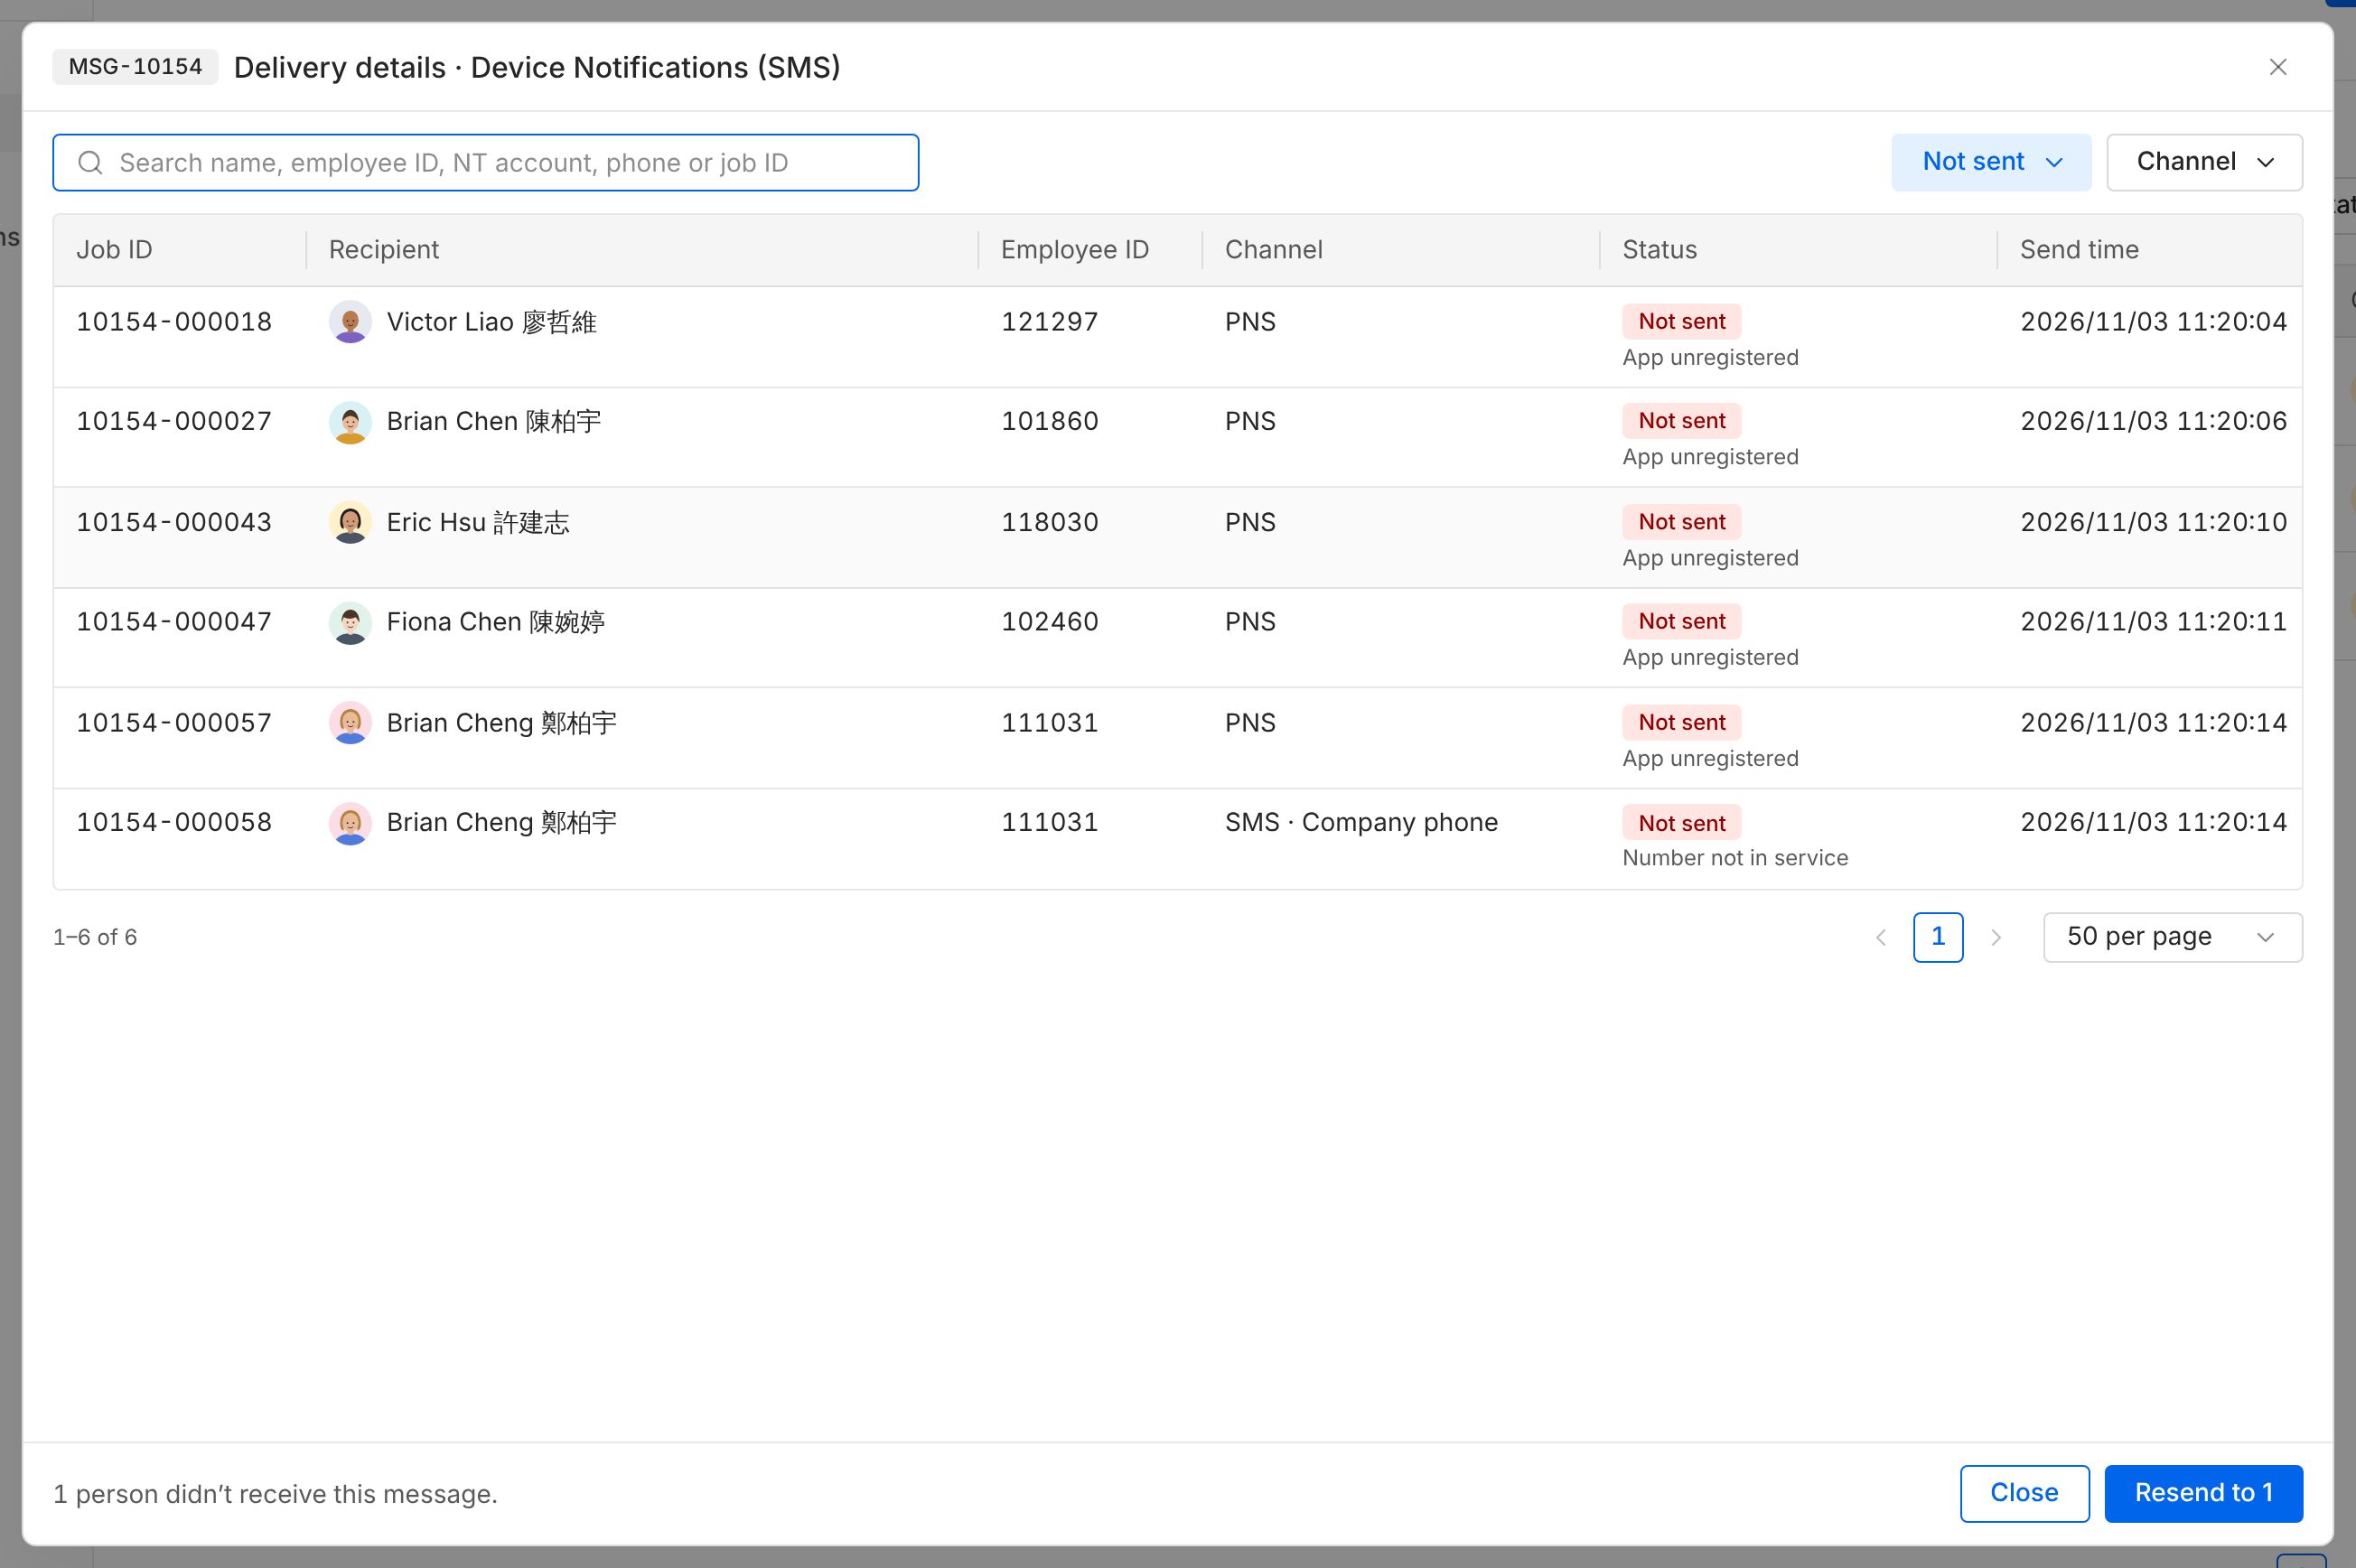 MSG-10154 Delivery details · Device Notifications (SMS)
Search name, employee ID, NT account, phone or job ID
Not sent
Channel
Job ID Recipient Employee ID Channel Status Send time
10154-000018 Victor Liao 廖哲維 121297 PNS Not sent 2026/11/03 11:20:04
App unregistered
10154-000027 Brian Chen 陳柏宇 101860 PNS Not sent 2026/11/03 11:20:06
App unregistered
10154-000043 Eric Hsu 許建志 118030 PNS Not sent 2026/11/03 11:20:10
App unregistered
10154-000047 Fiona Chen 陳婉婷 102460 PNS Not sent 2026/11/03 11:20:11
App unregistered
10154-000057 Brian Cheng 鄭柏宇 111031 PNS Not sent 2026/11/03 11:20:14
App unregistered
10154-000058 Brian Cheng 鄭柏宇 111031 SMS · Company phone Not sent 2026/11/03 11:20:14
Number not in service
1–6 of 6
1
50 per page
1 person didn’t receive this message.
Close
Resend to 1